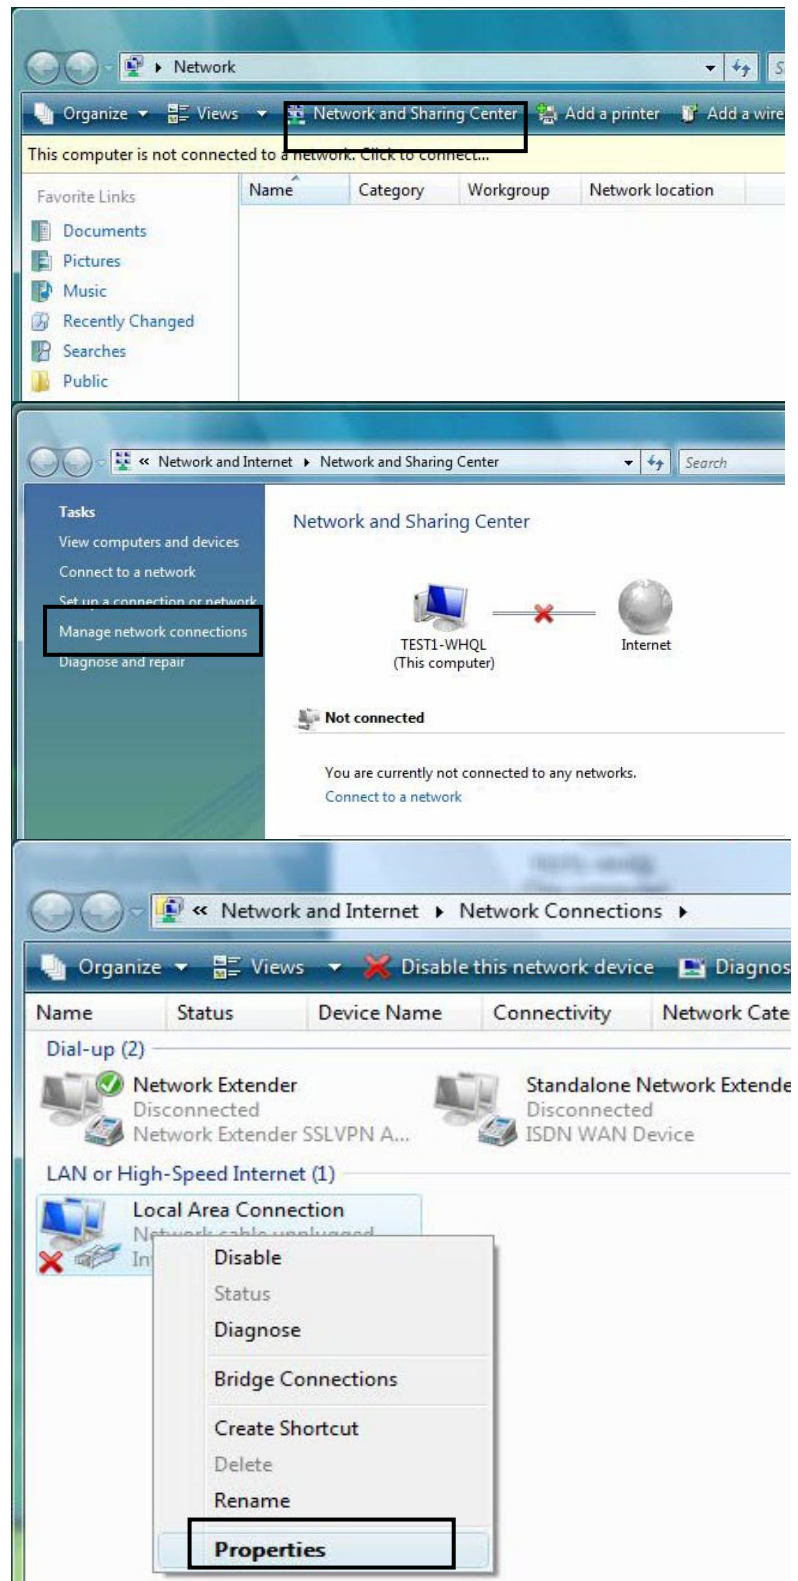 Network
S
Organize Views Network and Sharing Center Add a printer Add a wire
This computer is not connected to a network. Click to connect...
Favorite Links
Name Category Workgroup Network location
Documents
Pictures
Music
Recently Changed
Searches
Public
« Network and Internet Network and Sharing Center
Search
Tasks
View computers and devices
Connect to a network
Set up a connection or network
Manage network connections
Diagnose and repair
Network and Sharing Center
TEST1-WHQL
(This computer)
Internet
Not connected
You are currently not connected to any networks.
Connect to a network
« Network and Internet Network Connections
Organize Views Disable this network device Diagnos
Name Status Device Name Connectivity Network Cate
Dial-up (2)
Network Extender
Disconnected
Network Extender SSLVPN A...
Standalone Network Extende
Disconnected
ISDN WAN Device
LAN or High-Speed Internet (1)
Local Area Connection
Network cable unplugged
In
Disable
Status
Diagnose
Bridge Connections
Create Shortcut
Delete
Rename
Properties